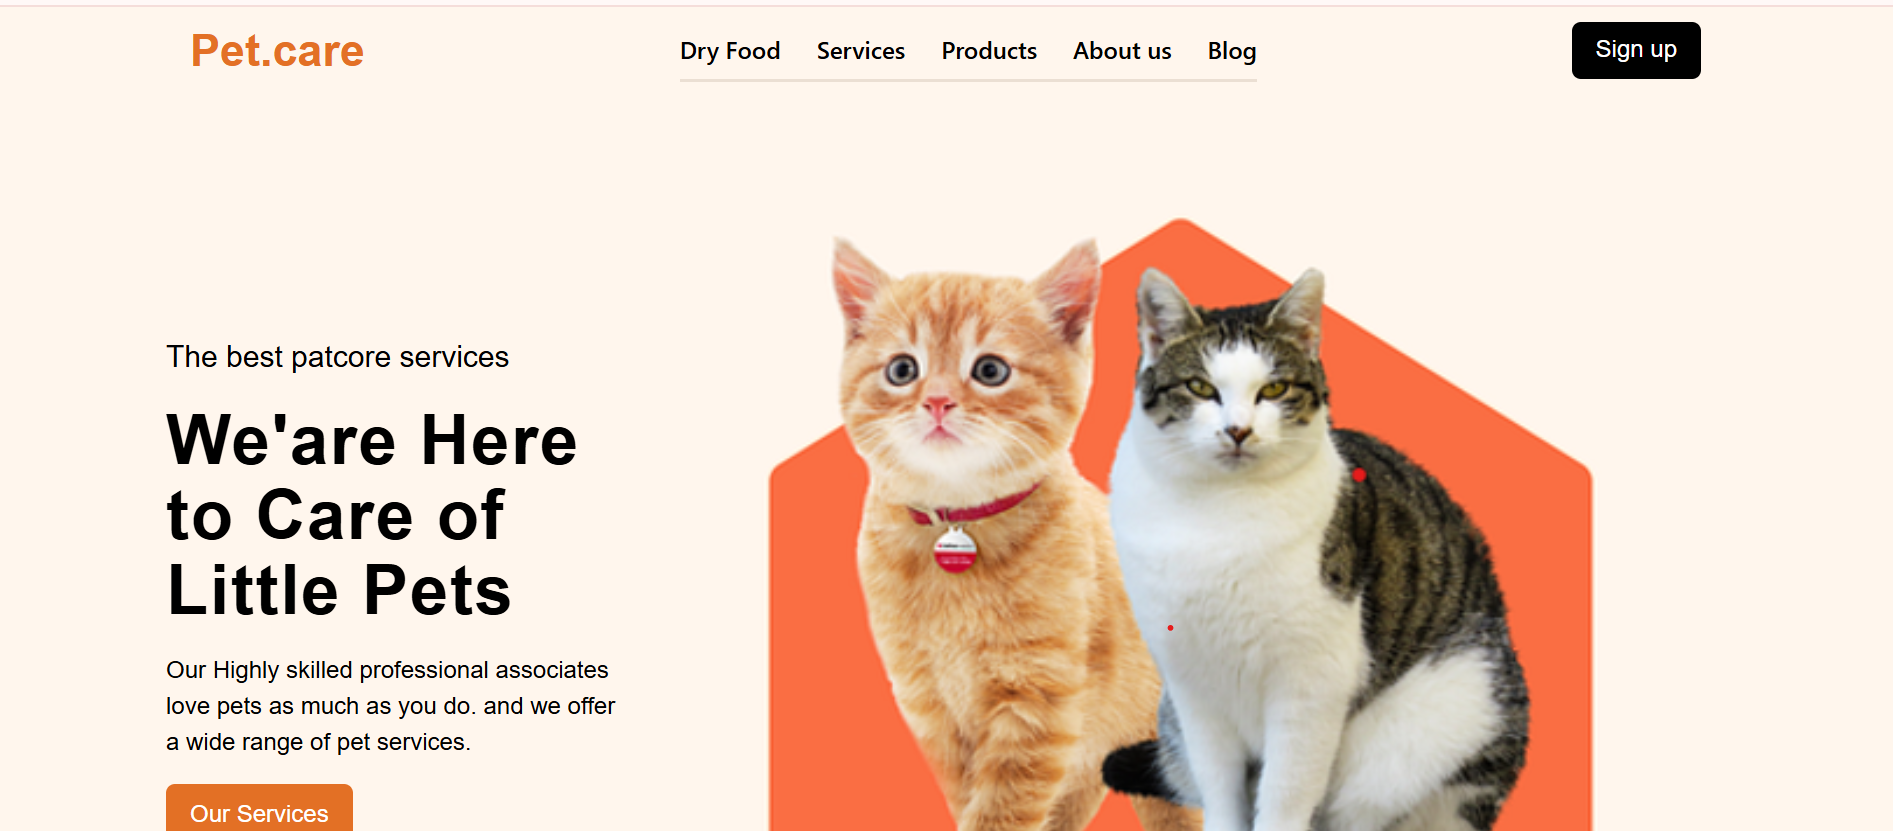 Pet.care
Dry Food Services Products About us Blog
Sign up
The best patcore services
We'are Here
to Care of
Little Pets
Our Highly skilled professional associates
love pets as much as you do. and we offer
a wide range of pet services.
Our Services